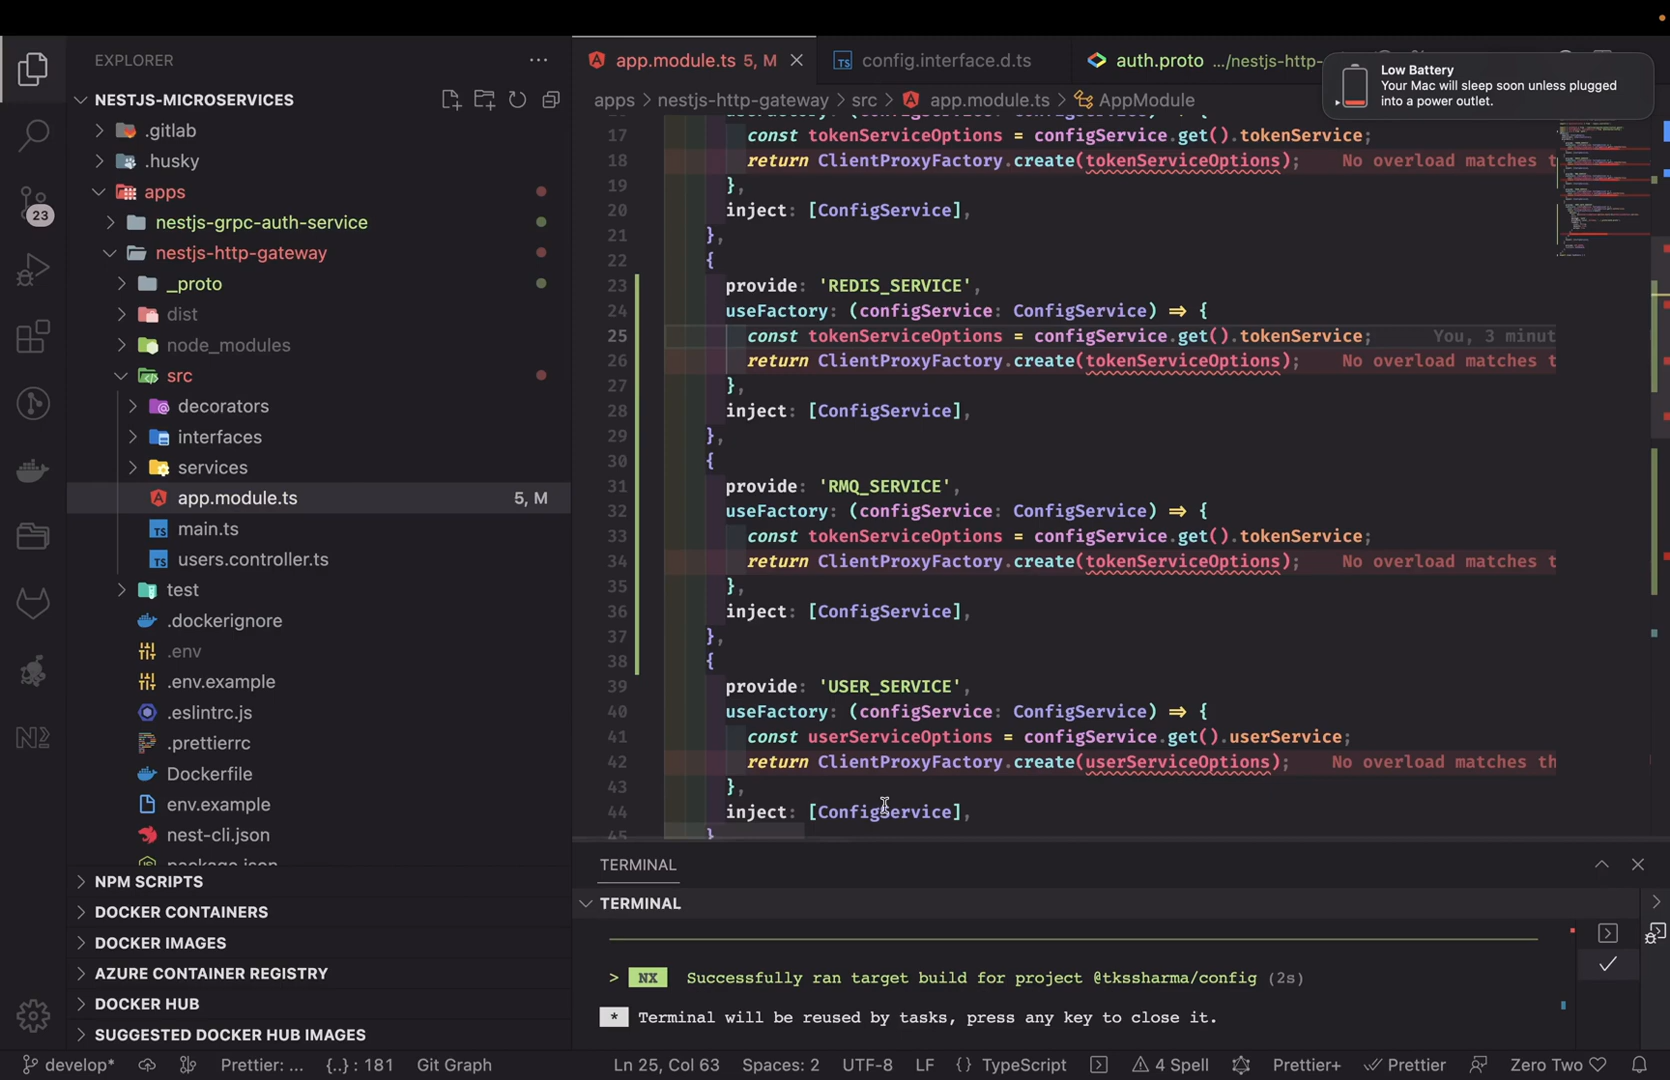 EXPLORER
···
NESTJS-MICROSERVICES
.gitlab
.husky
apps
nestjs-grpc-auth-service
nestjs-http-gateway
_proto
dist
node_modules
src
decorators
interfaces
services
app.module.ts 5, M
main.ts
users.controller.ts
test
.dockerignore
.env
.env.example
.eslintrc.js
.prettierrc
Dockerfile
env.example
nest-cli.json
package.json
NPM SCRIPTS
DOCKER CONTAINERS
DOCKER IMAGES
AZURE CONTAINER REGISTRY
DOCKER HUB
SUGGESTED DOCKER HUB IMAGES
23
app.module.ts 5, M
TS config.interface.d.ts
auth.proto .../nestjs-http-
Low Battery
Your Mac will sleep soon unless plugged
into a power outlet.
apps > nestjs-http-gateway > src > app.module.ts > AppModule
17 const tokenServiceOptions = configService.get().tokenService;
18 return ClientProxyFactory.create(tokenServiceOptions); No overload matches t
19 },
20 inject: [ConfigService],
21 },
22 {
23 provide: 'REDIS_SERVICE',
24 useFactory: (configService: ConfigService) => {
25 const tokenServiceOptions = configService.get().tokenService; You, 3 minut
26 return ClientProxyFactory.create(tokenServiceOptions); No overload matches t
27 },
28 inject: [ConfigService],
29 },
30 {
31 provide: 'RMQ_SERVICE',
32 useFactory: (configService: ConfigService) => {
33 const tokenServiceOptions = configService.get().tokenService;
34 return ClientProxyFactory.create(tokenServiceOptions); No overload matches t
35 },
36 inject: [ConfigService],
37 },
38 {
39 provide: 'USER_SERVICE',
40 useFactory: (configService: ConfigService) => {
41 const userServiceOptions = configService.get().userService;
42 return ClientProxyFactory.create(userServiceOptions); No overload matches th
43 },
44 inject: [ConfigService],
45 }
TERMINAL
TERMINAL
> NX Successfully ran target build for project @tkssharma/config (2s)
* Terminal will be reused by tasks, press any key to close it.
develop* Prettier: ... {..} : 181 Git Graph Ln 25, Col 63 Spaces: 2 UTF-8 LF {} TypeScript 4 Spell Prettier+ Prettier Zero Two